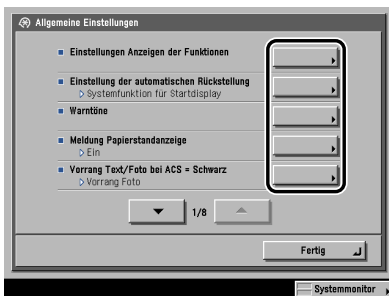 Allgemeine Einstellungen
Einstellungen Anzeigen der Funktionen
Einstellung der automatischen Rückstellung
Systemfunktion für Startdisplay
Warntöne
Meldung Papierstandanzeige
Ein
Vorrang Text/Foto bei ACS = Schwarz
Vorrang Foto
1/8
Fertig
Systemmonitor